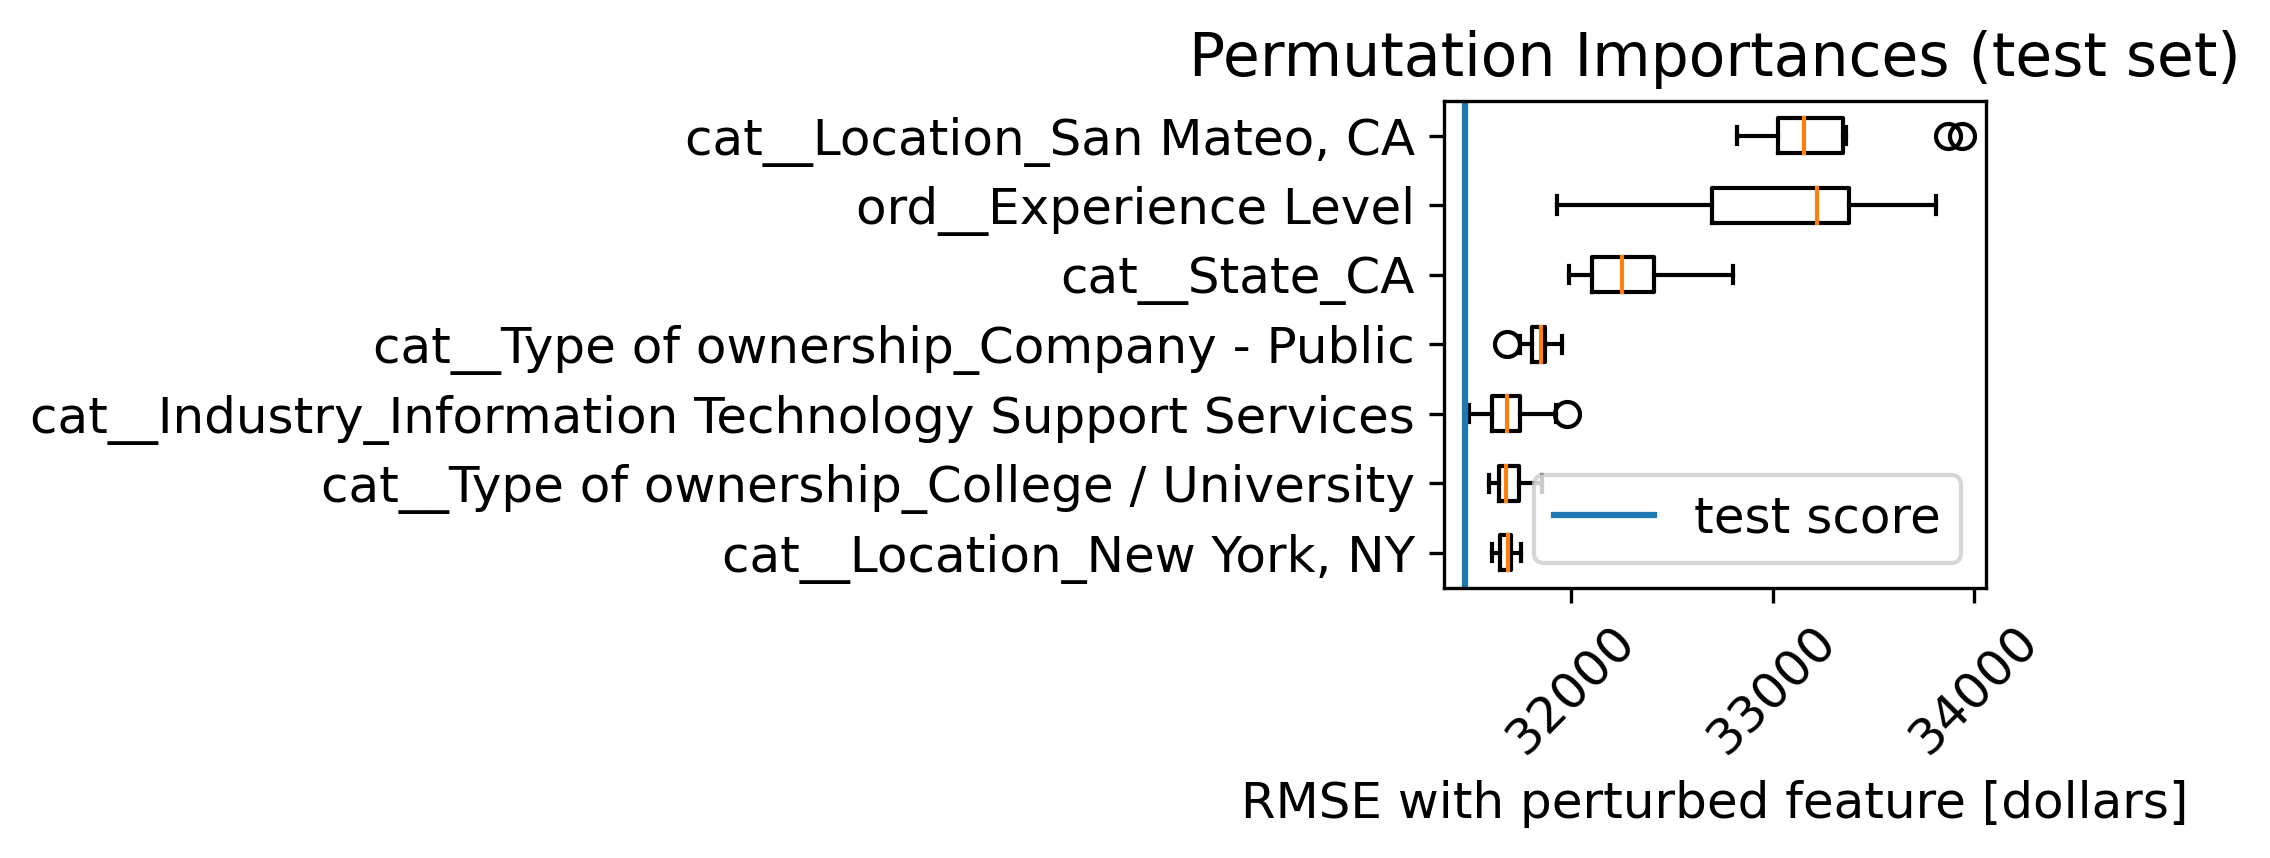 Permutation Importances (test set)
cat__Location_San Mateo, CA
ord__Experience Level
cat__State_CA
cat__Type of ownership_Company - Public
cat__Industry_Information Technology Support Services
cat__Type of ownership_College / University
cat__Location_New York, NY
test score
32000
33000
34000
RMSE with perturbed feature [dollars]